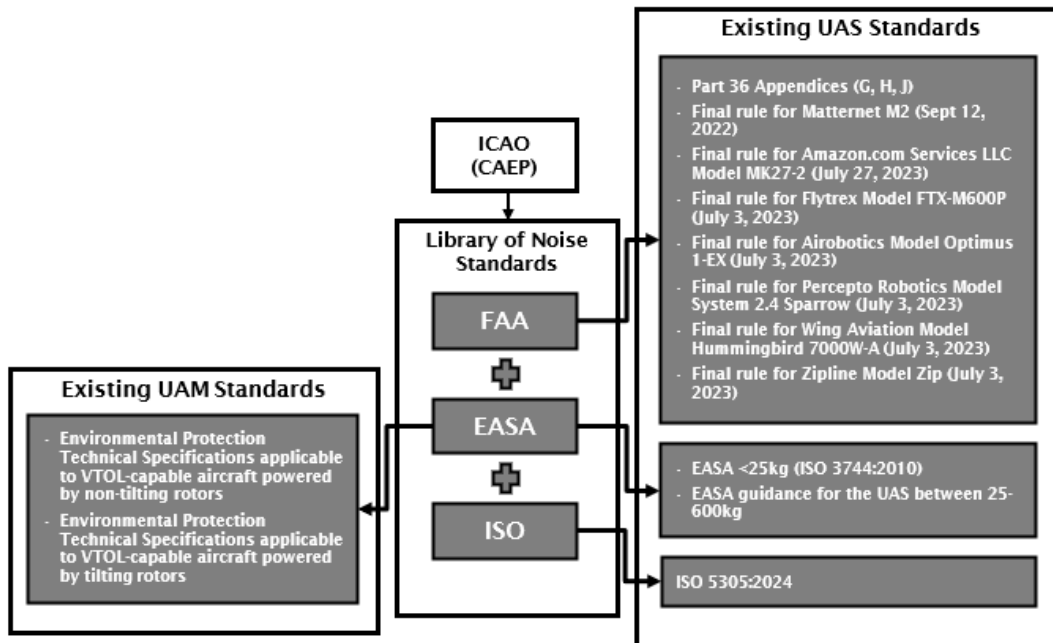 ICAO
(CAEP)
Library of Noise
Standards
FAA
EASA
ISO
Existing UAM Standards
- Environmental Protection
Technical Specifications applicable
to VTOL-capable aircraft powered
by non-tilting rotors
- Environmental Protection
Technical Specifications applicable
to VTOL-capable aircraft powered
by tilting rotors
Existing UAS Standards
- Part 36 Appendices (G, H, J)
- Final rule for Matternet M2 (Sept 12,
2022)
- Final rule for Amazon.com Services LLC
Model MK27-2 (July 27, 2023)
- Final rule for Flytrex Model FTX-M600P
(July 3, 2023)
- Final rule for Airobotics Model Optimus
1-EX (July 3, 2023)
- Final rule for Percepto Robotics Model
System 2.4 Sparrow (July 3, 2023)
- Final rule for Wing Aviation Model
Hummingbird 7000W-A (July 3, 2023)
- Final rule for Zipline Model Zip (July 3,
2023)
- EASA <25kg (ISO 3744:2010)
- EASA guidance for the UAS between 25-
600kg
ISO 5305:2024